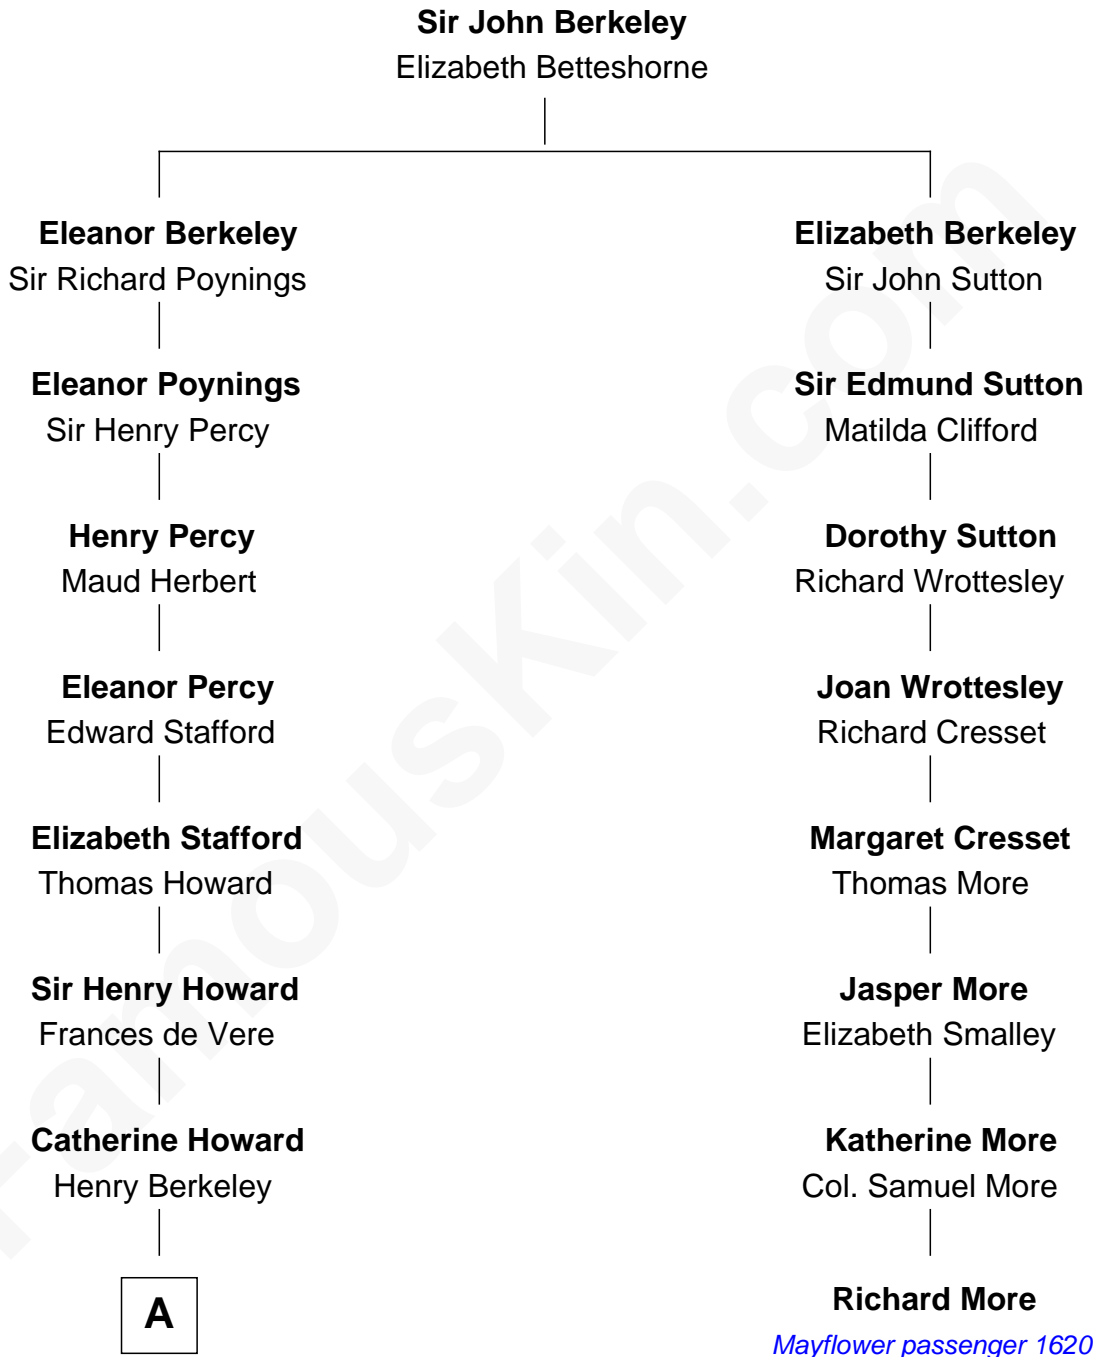 Sir John Berkeley
Elizabeth Betteshorne
Eleanor Berkeley
Sir Richard Poynings
Elizabeth Berkeley
Sir John Sutton
Eleanor Poynings
Sir Henry Percy
Sir Edmund Sutton
Matilda Clifford
Henry Percy
Maud Herbert
Dorothy Sutton
Richard Wrottesley
Eleanor Percy
Edward Stafford
Joan Wrottesley
Richard Cresset
Elizabeth Stafford
Thomas Howard
Margaret Cresset
Thomas More
Sir Henry Howard
Frances de Vere
Jasper More
Elizabeth Smalley
Catherine Howard
Henry Berkeley
Katherine More
Col. Samuel More
A
Richard More
Mayflower passenger 1620
FamousKin.com